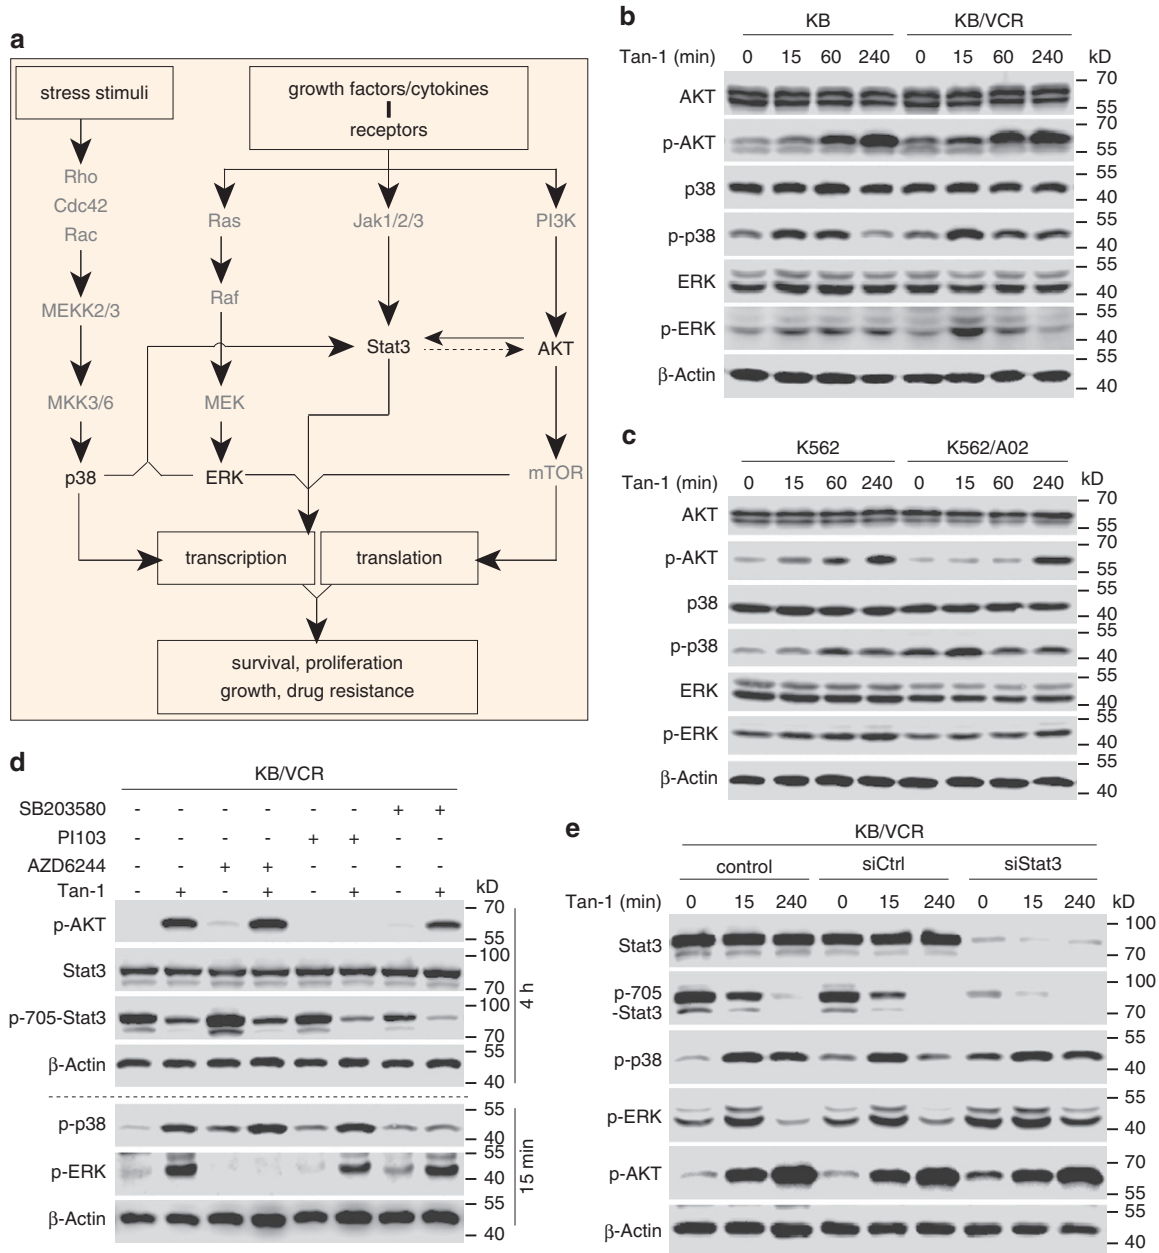 a
stress stimuli
growth factors/cytokines
receptors
Rho
Cdc42
Rac
Ras
Jak1/2/3
PI3K
MEKK2/3
Raf
Stat3
AKT
MKK3/6
MEK
p38
ERK
mTOR
transcription
translation
survival, proliferation
growth, drug resistance
b
KB KB/VCR
Tan-1 (min) 0 15 60 240 0 15 60 240 kD
AKT 70
55
p-AKT 70
55
p38 55
40
p-p38 55
40
ERK 55
40
p-ERK 55
40
β-Actin 55
40
c
K562 K562/A02
Tan-1 (min) 0 15 60 240 0 15 60 240 kD
AKT 70
55
p-AKT 70
55
p38 55
40
p-p38 55
40
ERK 55
40
p-ERK 55
40
β-Actin 55
40
d
KB/VCR
SB203580 - - - - - - + +
PI103 - - - - + + - -
AZD6244 - - + + - - - -
Tan-1 - + - + - + - + kD
p-AKT 70
55
Stat3 100
70
p-705-Stat3 100
70
β-Actin 55
40
4 h
p-p38 55
40
p-ERK 55
40
β-Actin 55
40
15 min
e
KB/VCR
control siCtrl siStat3
Tan-1 (min) 0 15 240 0 15 240 0 15 240 kD
Stat3 100
70
p-705
-Stat3 100
70
p-p38 55
40
p-ERK 55
40
p-AKT 70
55
β-Actin 55
40